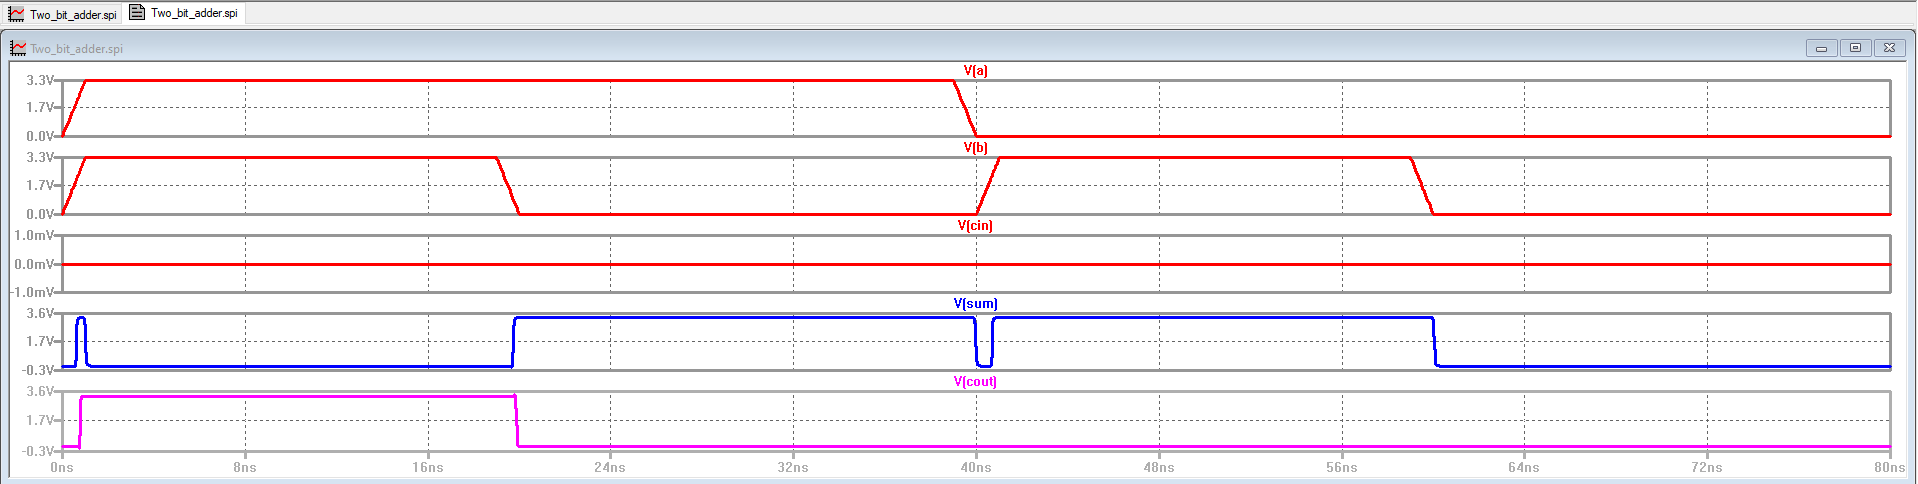 Two_bit_adder.spi Two_bit_adder.spi
Two_bit_adder.spi
V(a)
3.3V
1.7V
0.0V
V(b)
3.3V
1.7V
0.0V
V(cin)
1.0mV
0.0mV
-1.0mV
V(sum)
3.6V
1.7V
-0.3V
V(cout)
3.6V
1.7V
-0.3V
0ns 8ns 16ns 24ns 32ns 40ns 48ns 56ns 64ns 72ns 80ns